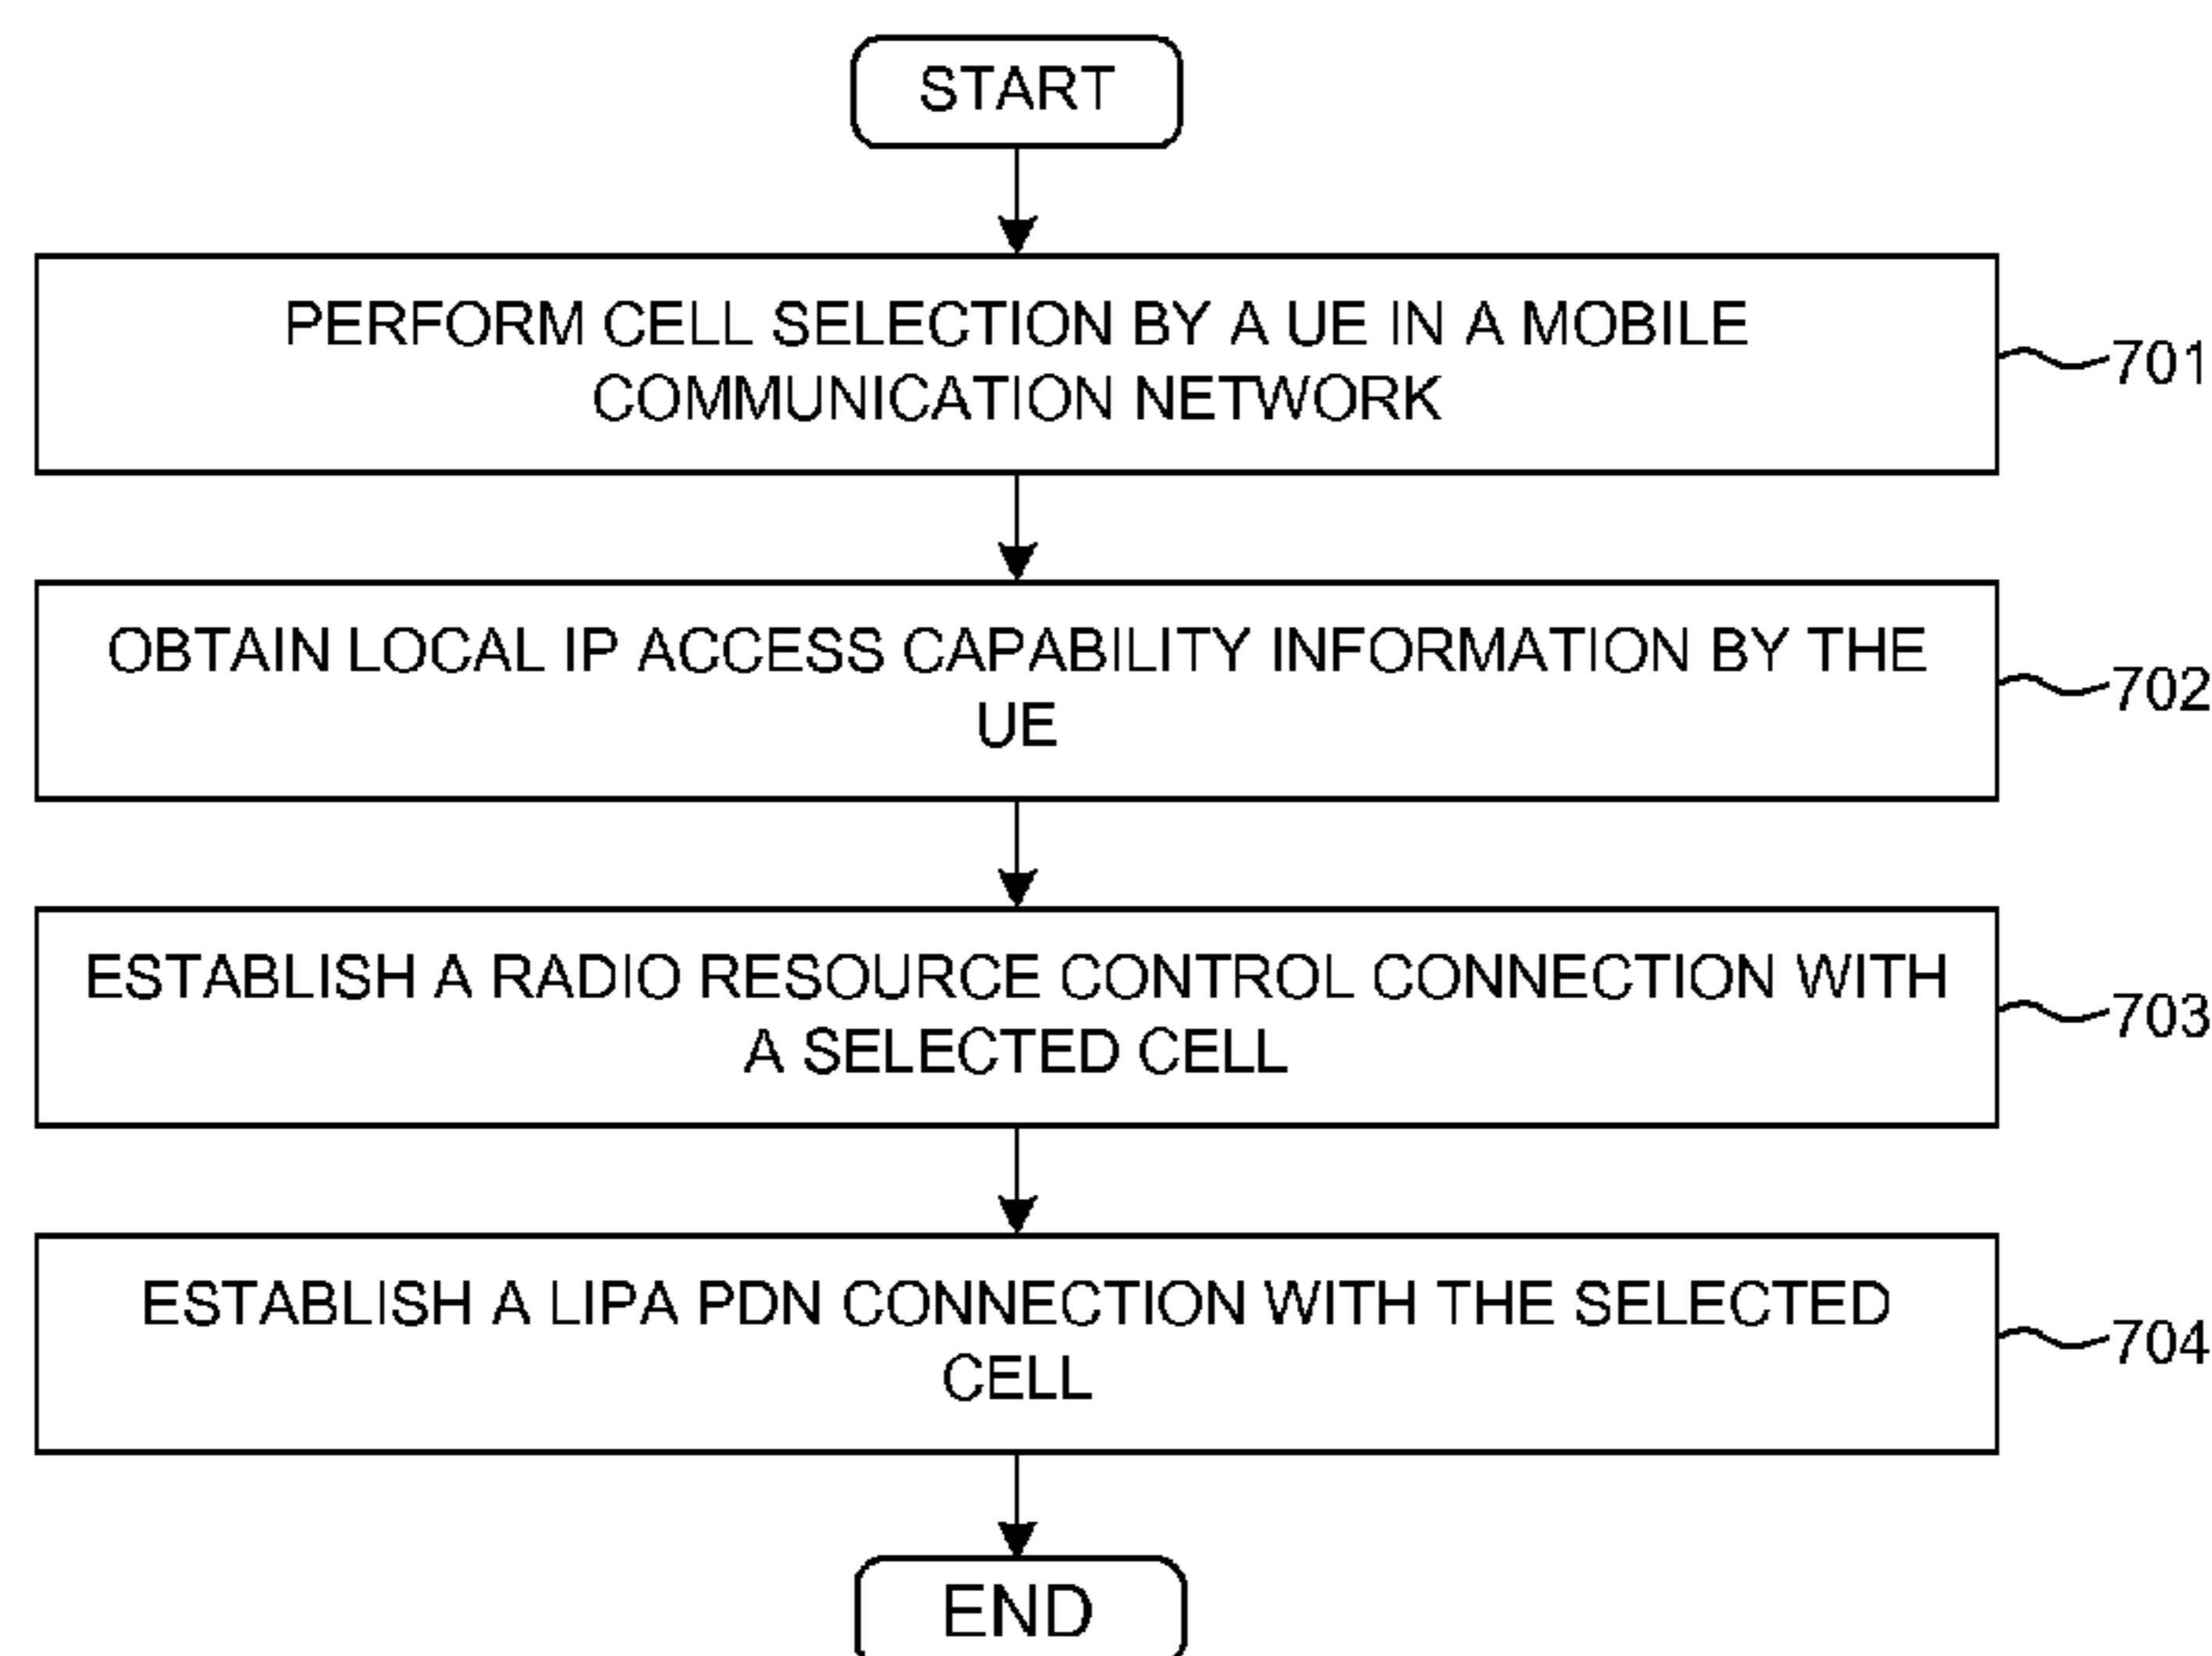 START
PERFORM CELL SELECTION BY A UE IN A MOBILE
COMMUNICATION NETWORK
701
OBTAIN LOCAL IP ACCESS CAPABILITY INFORMATION BY THE
UE
702
ESTABLISH A RADIO RESOURCE CONTROL CONNECTION WITH
A SELECTED CELL
703
ESTABLISH A LIPA PDN CONNECTION WITH THE SELECTED
CELL
704
END